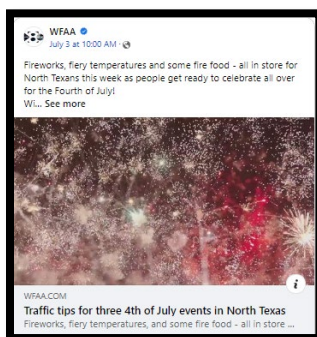 WFAA
July 3 at 10:00 AM ·
Fireworks, fiery temperatures and some fire food - all in store for
North Texans this week as people get ready to celebrate all over
for the Fourth of July!
Wi... See more
i
WFAA.COM
Traffic tips for three 4th of July events in North Texas
Fireworks, fiery temperatures, and some fire food - all in store ...